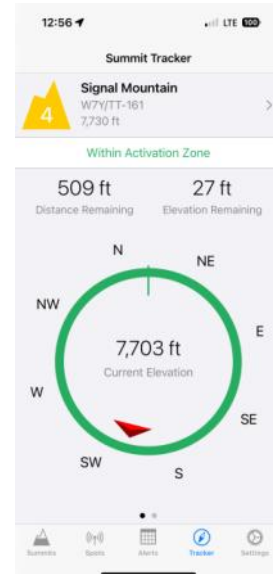 12:56
LTE 100
Summit Tracker
4
Signal Mountain
W7Y/TT-161
7,730 ft
Within Activation Zone
509 ft
27 ft
Distance Remaining
Elevation Remaining
N
NE
NW
E
7,703 ft
Current Elevation
W
SE
SW
S
Summits
Spots
Alerts
Tracker
Settings